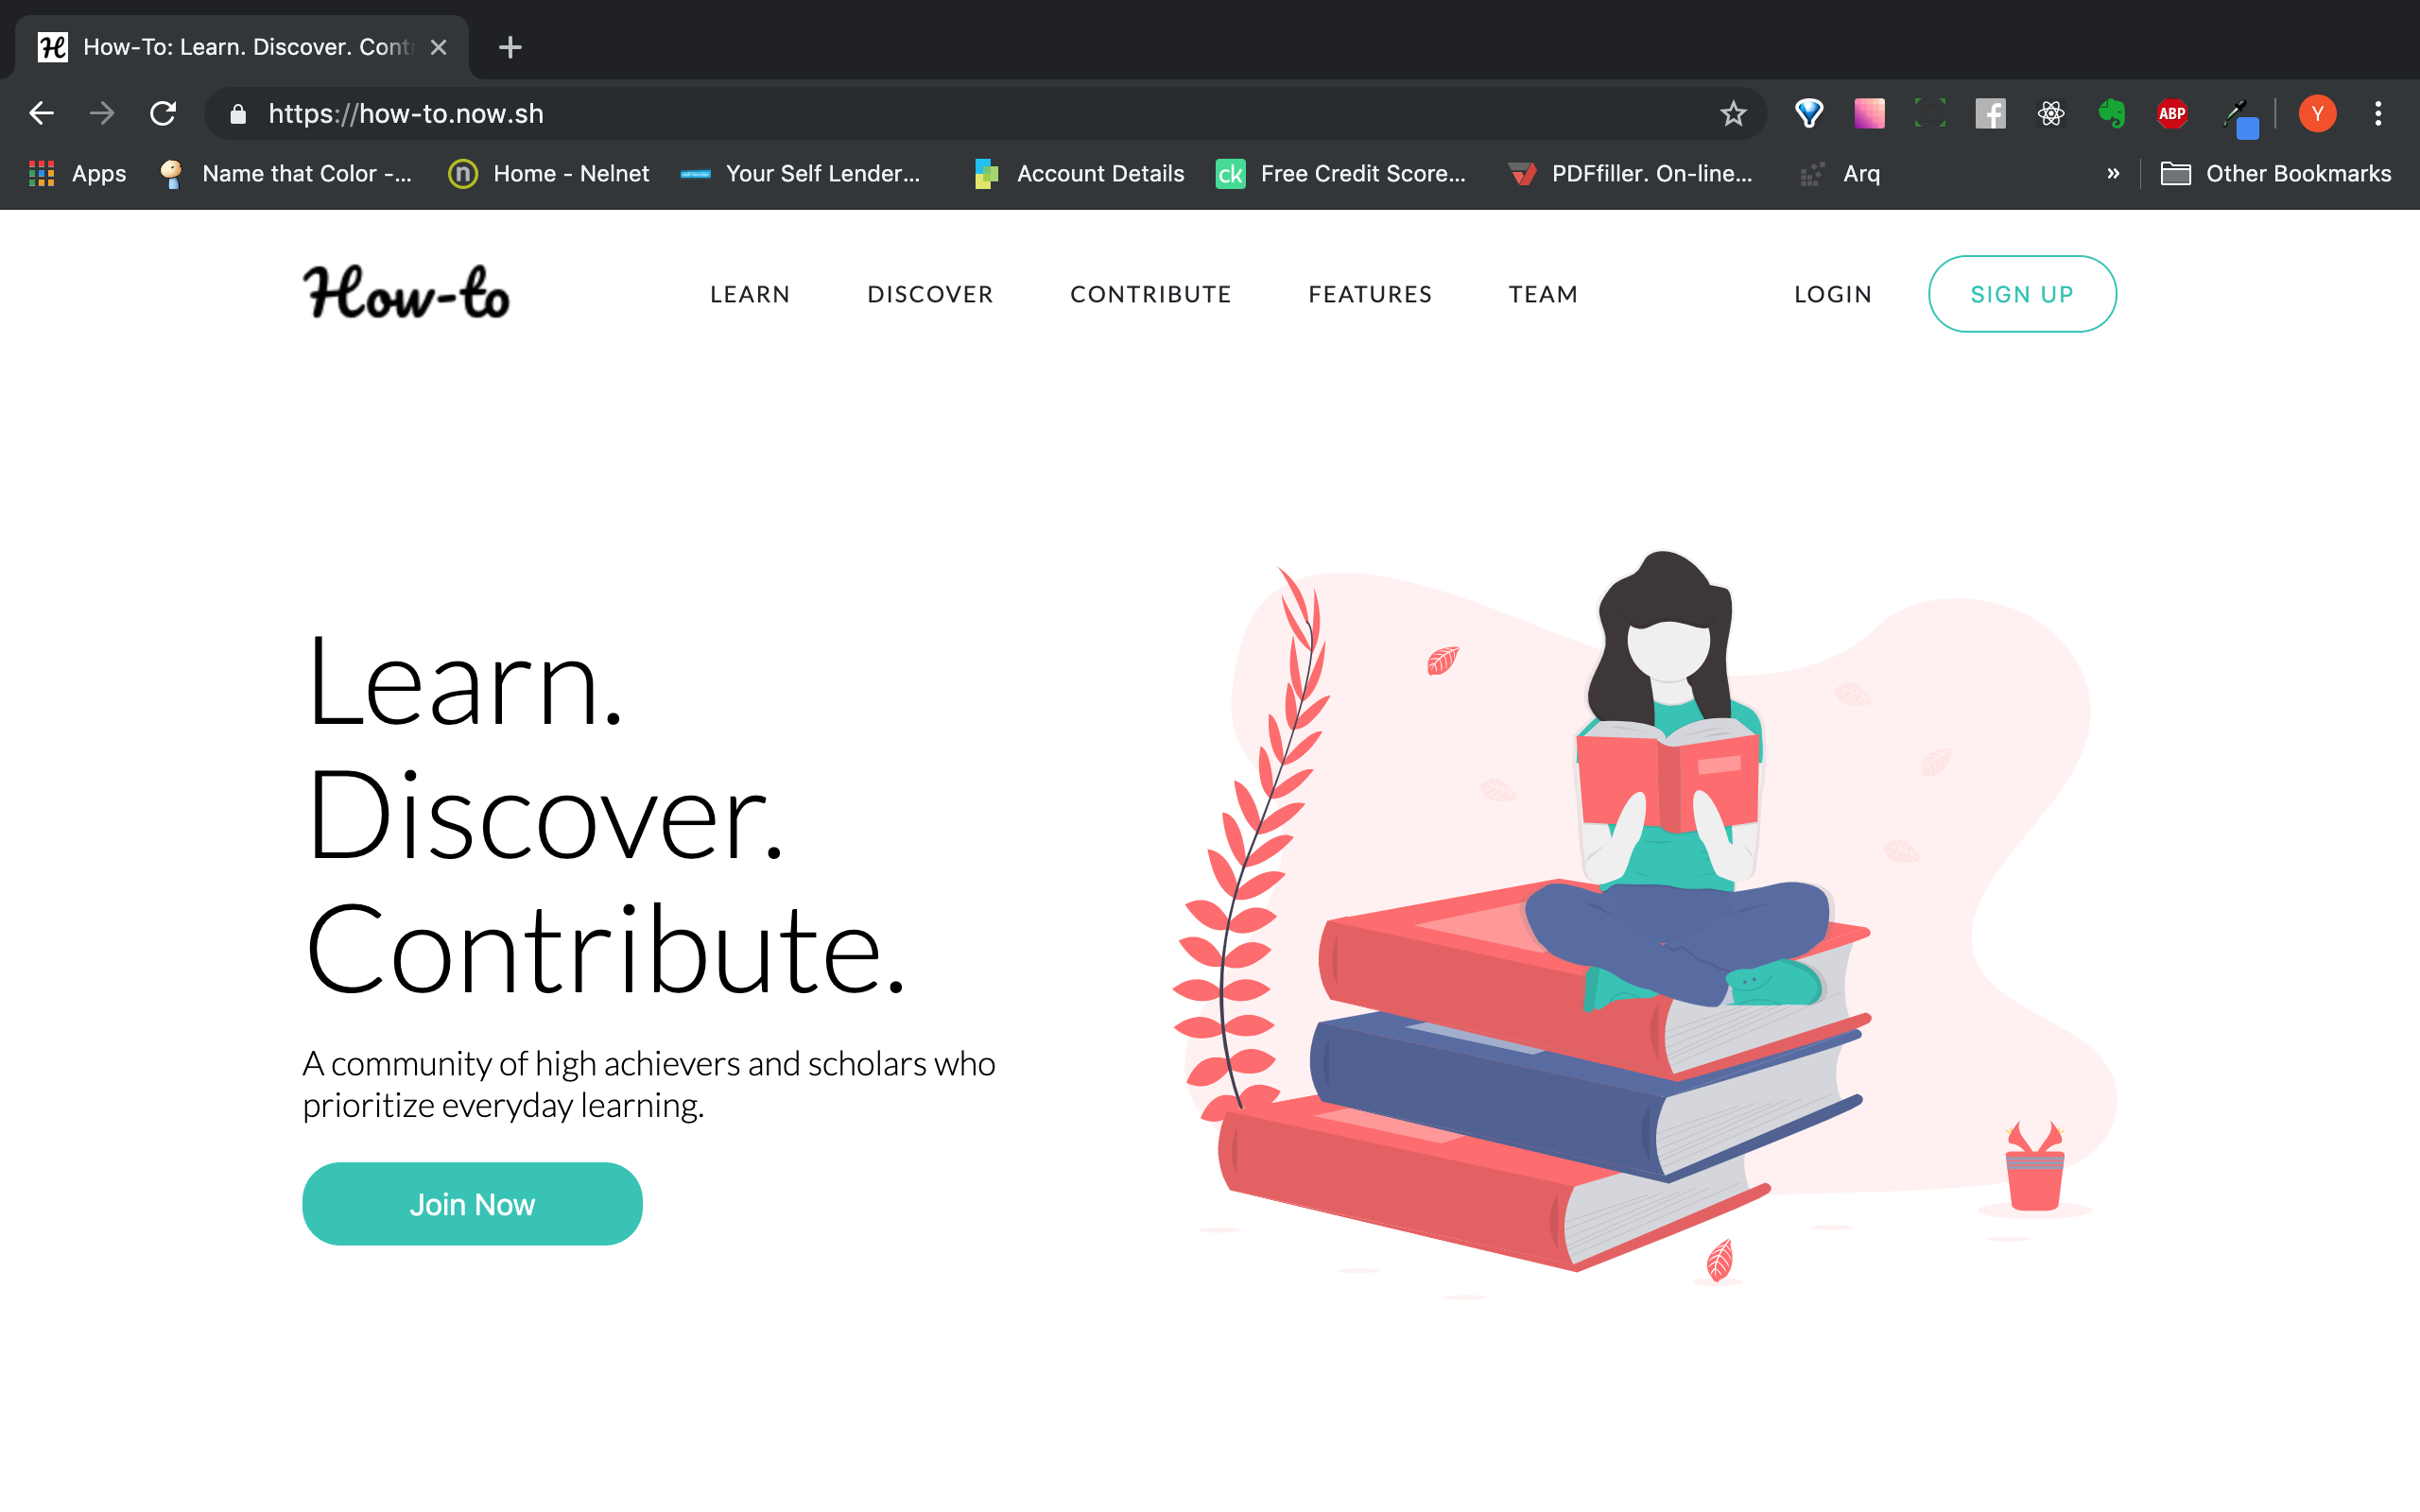 How-To: Learn. Discover. Cont
https://how-to.now.sh
ABP
Y
Apps
Name that Color -...
n
Home - Nelnet
Your Self Lender...
Account Details
ck
Free Credit Score...
PDFfiller. On-line...
Arq
»
Other Bookmarks
How-to
LEARN
DISCOVER
CONTRIBUTE
FEATURES
TEAM
LOGIN
SIGN UP
Learn.
Discover.
Contribute.
A community of high achievers and scholars who
prioritize everyday learning.
Join Now